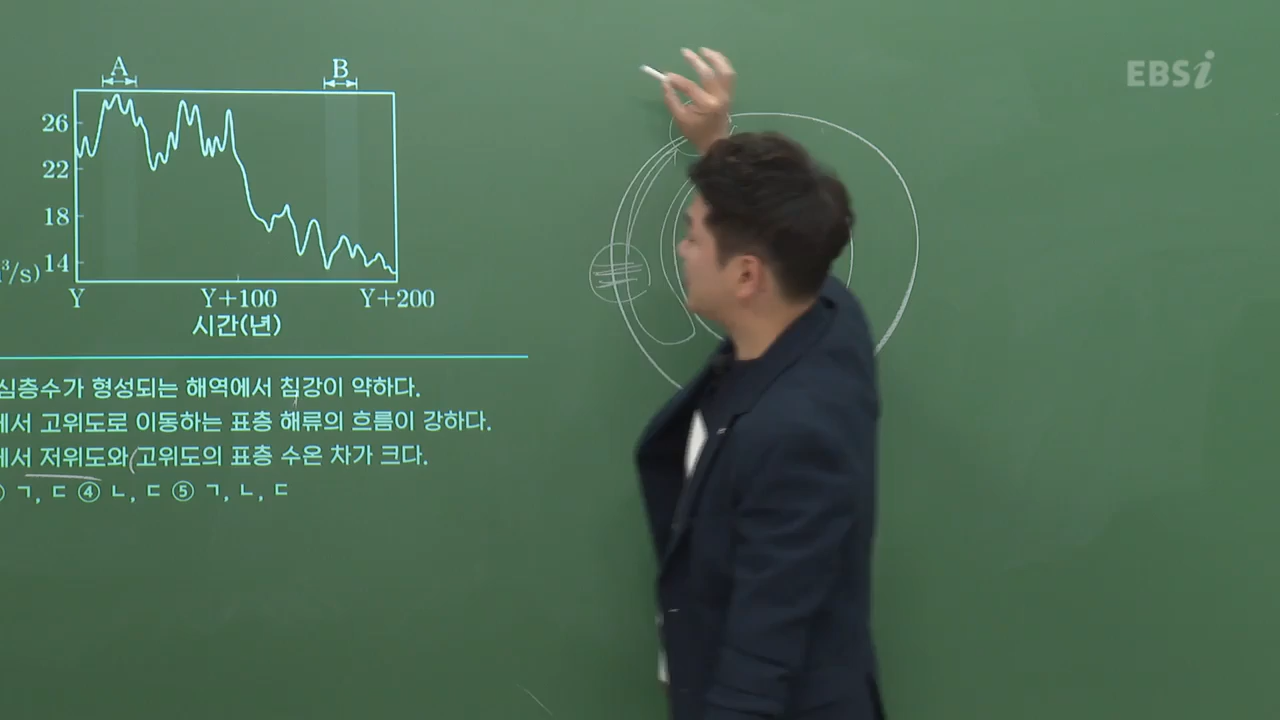 A
B
EBSi
26
22
18
14
³/s)
Y
Y+100
Y+200
시간(년)
심층수가 형성되는 해역에서 침강이 약하다.
에서 고위도로 이동하는 표층 해류의 흐름이 강하다.
에서 저위도와 고위도의 표층 수온 차가 크다.
ㄱ, ㄷ ④ ㄴ, ㄷ ⑤ ㄱ, ㄴ, ㄷ